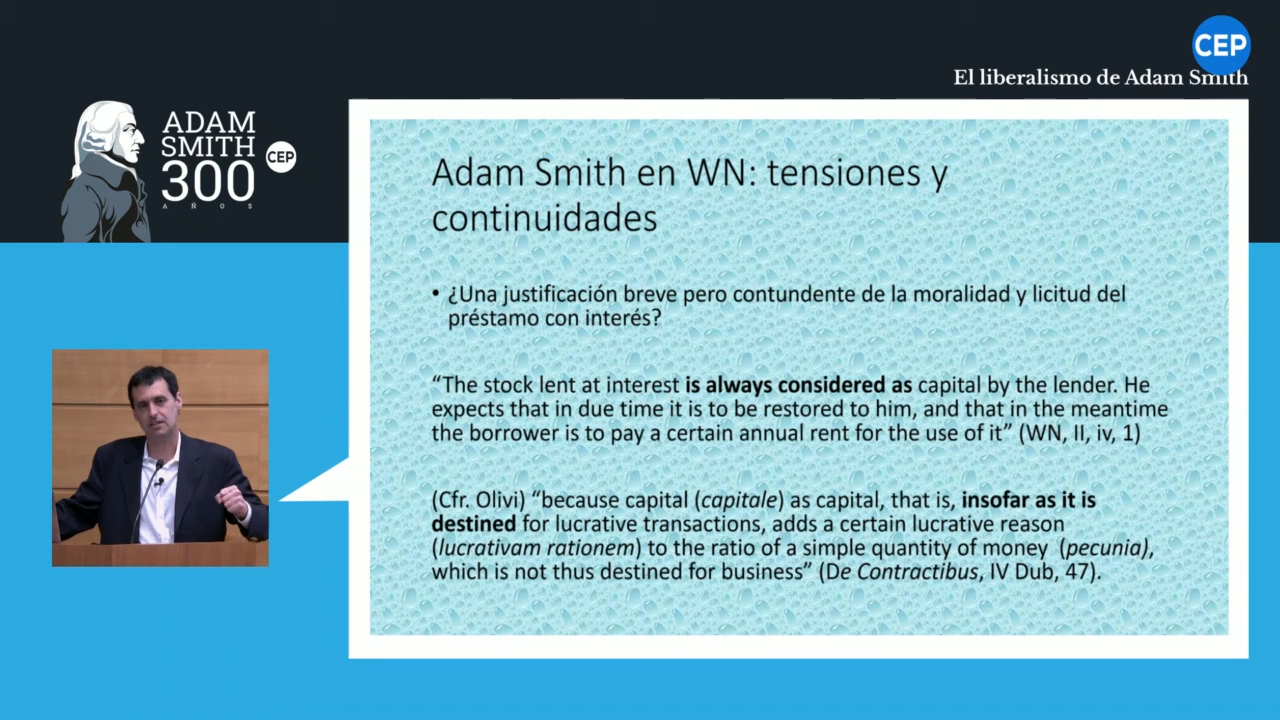 CEP
El liberalismo de Adam Smith
ADAM
SMITH
300
AÑOS
CEP
Adam Smith en WN: tensiones y
continuidades
• ¿Una justificación breve pero contundente de la moralidad y licitud del
préstamo con interés?
“The stock lent at interest is always considered as capital by the lender. He
expects that in due time it is to be restored to him, and that in the meantime
the borrower is to pay a certain annual rent for the use of it” (WN, II, iv, 1)
(Cfr. Olivi) “because capital (capitale) as capital, that is, insofar as it is
destined for lucrative transactions, adds a certain lucrative reason
(lucrativam rationem) to the ratio of a simple quantity of money (pecunia),
which is not thus destined for business” (De Contractibus, IV Dub, 47).